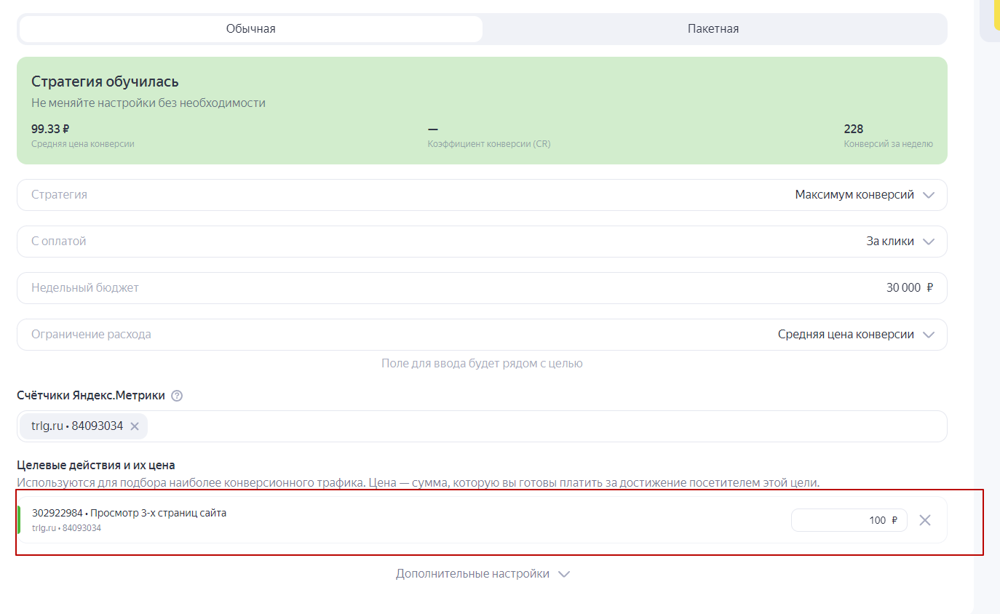 Обычная Пакетная
Стратегия обучилась
Не меняйте настройки без необходимости
99.33 ₽ — 228
Средняя цена конверсии Коэффициент конверсии (CR) Конверсий за неделю
Стратегия Максимум конверсий
С оплатой За клики
Недельный бюджет 30 000 ₽
Ограничение расхода Средняя цена конверсии
Поле для ввода будет рядом с целью
Счётчики Яндекс.Метрики ?
trlg.ru • 84093034
Целевые действия и их цена
Используются для подбора наиболее конверсионного трафика. Цена — сумма, которую вы готовы платить за достижение посетителем этой цели.
302922984 • Просмотр 3-х страниц сайта 100 ₽
trlg.ru • 84093034
Дополнительные настройки